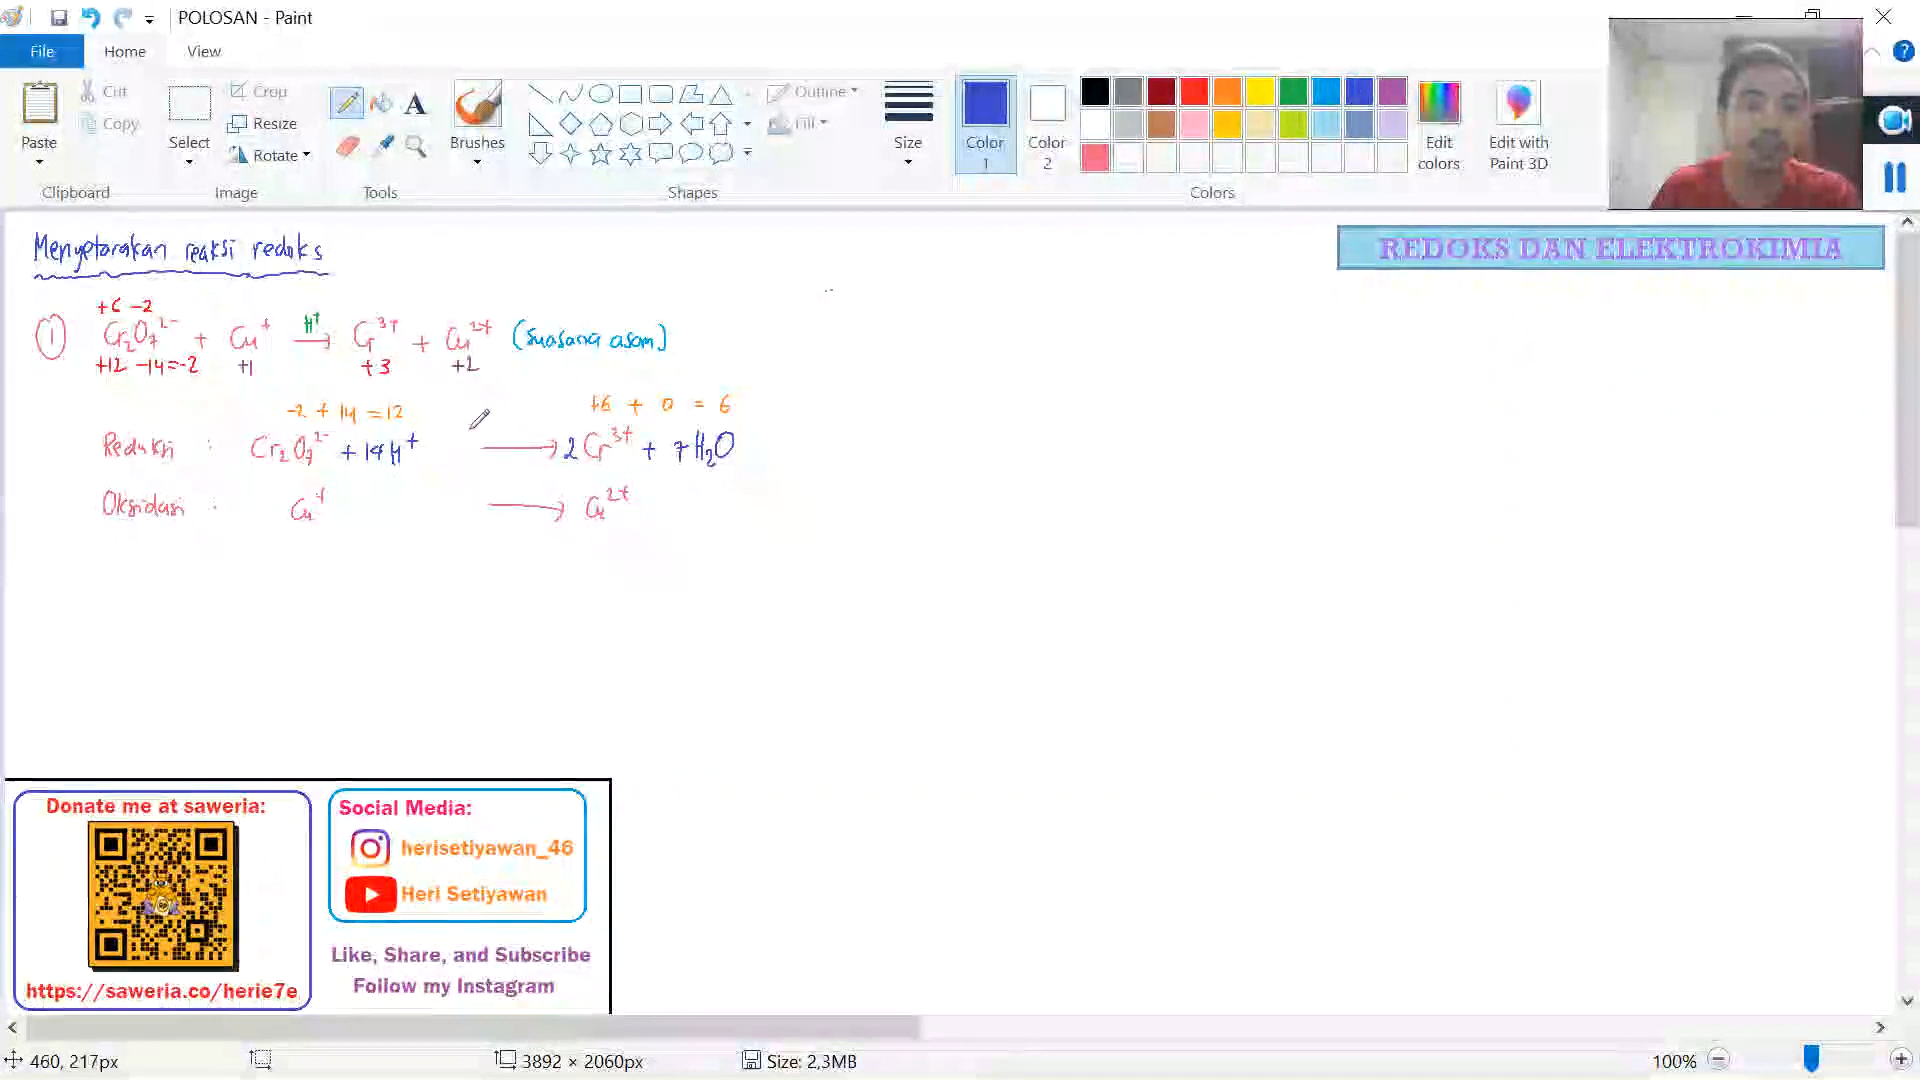 POLOSAN - Paint
File Home View
Paste Cut Copy Clipboard
Select Crop Resize Rotate Image
Tools
Brushes
Outline Fill Shapes
Size
Color 1 Color 2 Edit colors Edit with Paint 3D Colors
Menyetarakan reaksi redoks
REDOKS DAN ELEKTROKIMIA
+6 -2
① Cr₂O₇²⁻ + Cu⁺ H⁺→ Cr³⁺ + Cu²⁺ (suasana asam)
+12 -14=-2 +1 +3 +2
-2 + 14 = 12 +6 + 0 = 6
Reduksi : Cr₂O₇²⁻ + 14H⁺ → 2Cr³⁺ + 7H₂O
Oksidasi : Cu⁺ → Cu²⁺
Donate me at saweria:
https://saweria.co/herie7e
Social Media:
herisetiyawan_46
Heri Setiyawan
Like, Share, and Subscribe
Follow my Instagram
460, 217px 3892 × 2060px Size: 2,3MB 100%